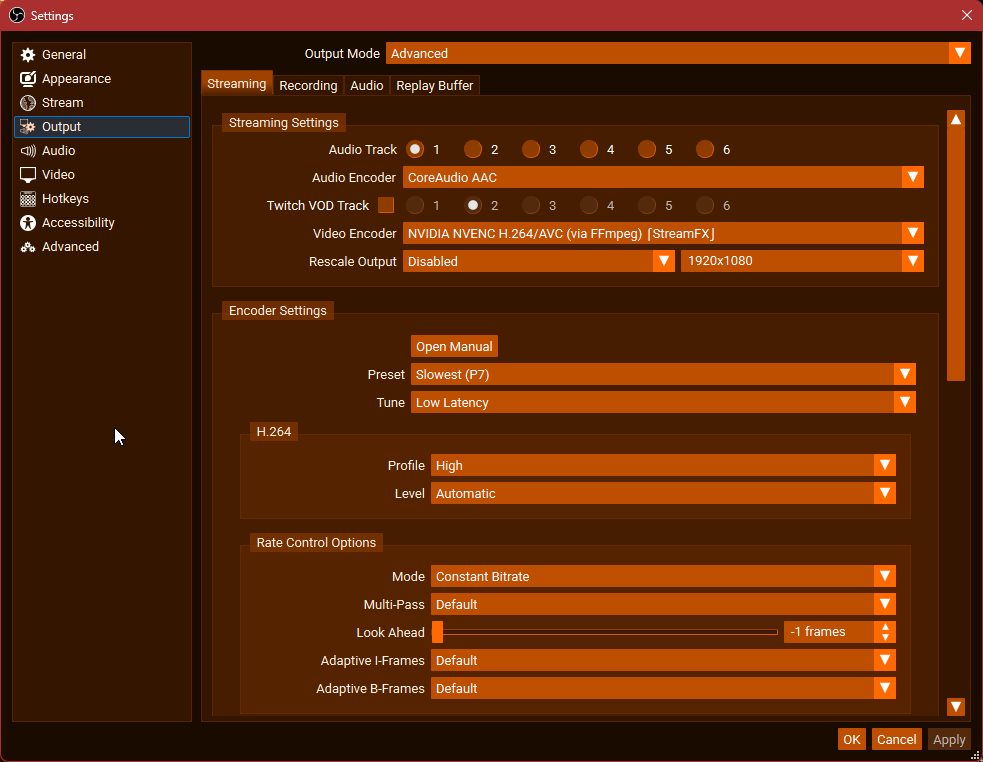 Settings
General
Appearance
Stream
Output
Audio
Video
Hotkeys
Accessibility
Advanced
Output Mode Advanced
Streaming Recording Audio Replay Buffer
Streaming Settings
Audio Track 1 2 3 4 5 6
Audio Encoder CoreAudio AAC
Twitch VOD Track 1 2 3 4 5 6
Video Encoder NVIDIA NVENC H.264/AVC (via FFmpeg) ⌈StreamFX⌋
Rescale Output Disabled 1920x1080
Encoder Settings
Open Manual
Preset Slowest (P7)
Tune Low Latency
H.264
Profile High
Level Automatic
Rate Control Options
Mode Constant Bitrate
Multi-Pass Default
Look Ahead -1 frames
Adaptive I-Frames Default
Adaptive B-Frames Default
OK Cancel Apply